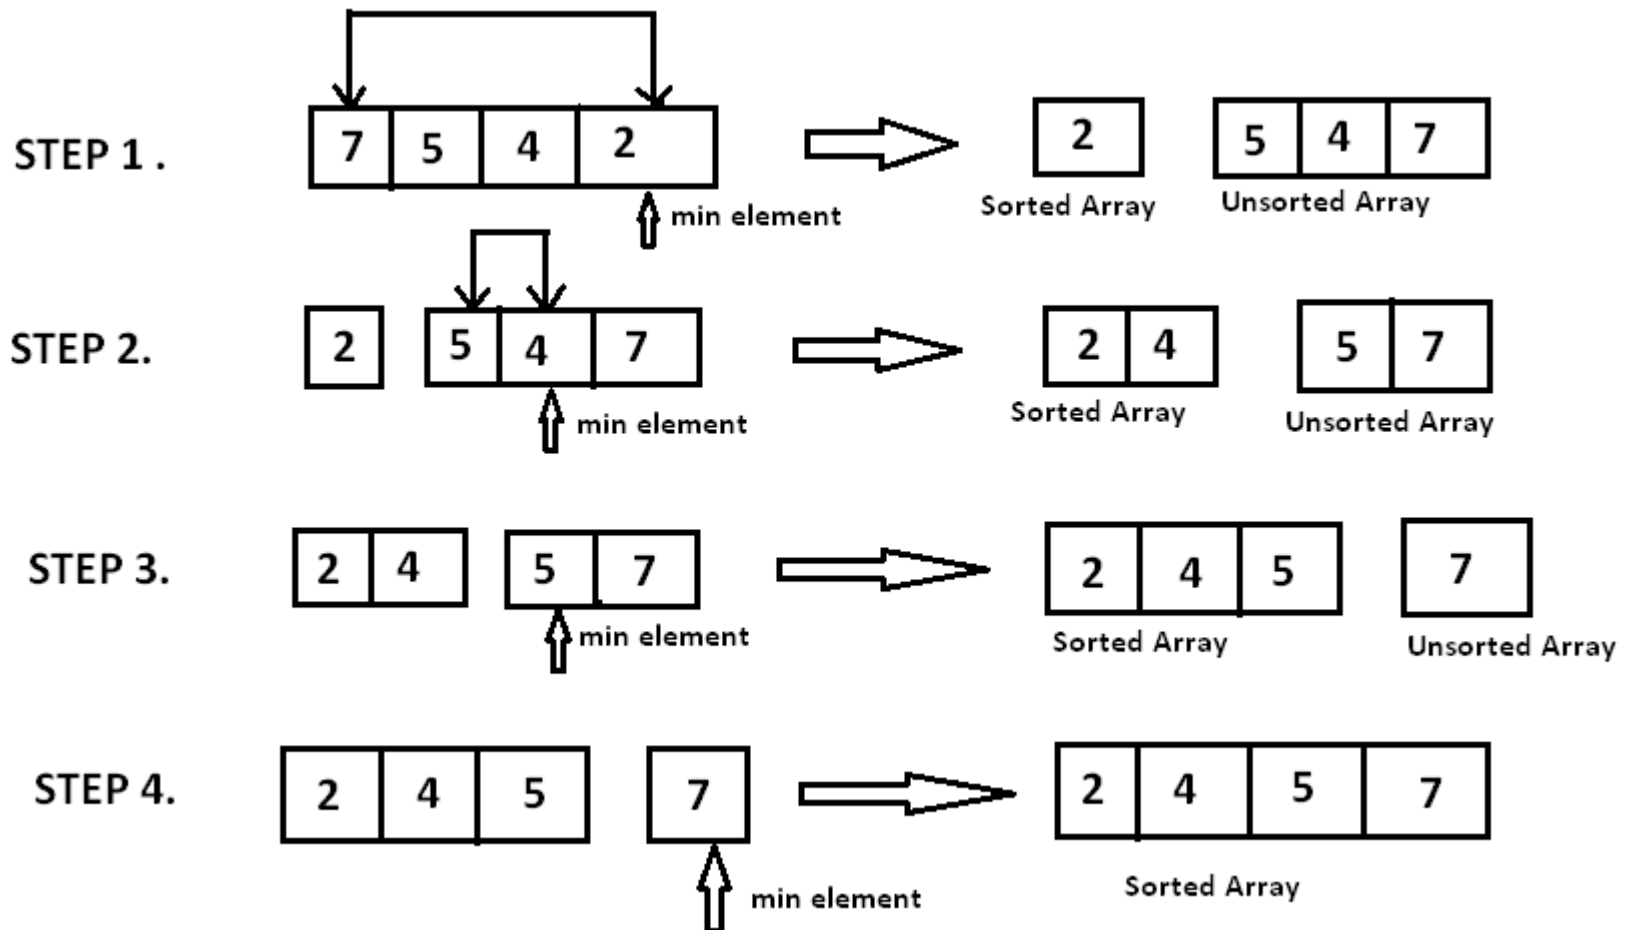 STEP 1 .
7 5 4 2
2
5 4 7
min element
Sorted Array
Unsorted Array
STEP 2.
2
5 4 7
2 4
5 7
min element
Sorted Array
Unsorted Array
STEP 3.
2 4
5 7
2 4 5
7
min element
Sorted Array
Unsorted Array
STEP 4.
2 4 5
7
2 4 5 7
min element
Sorted Array